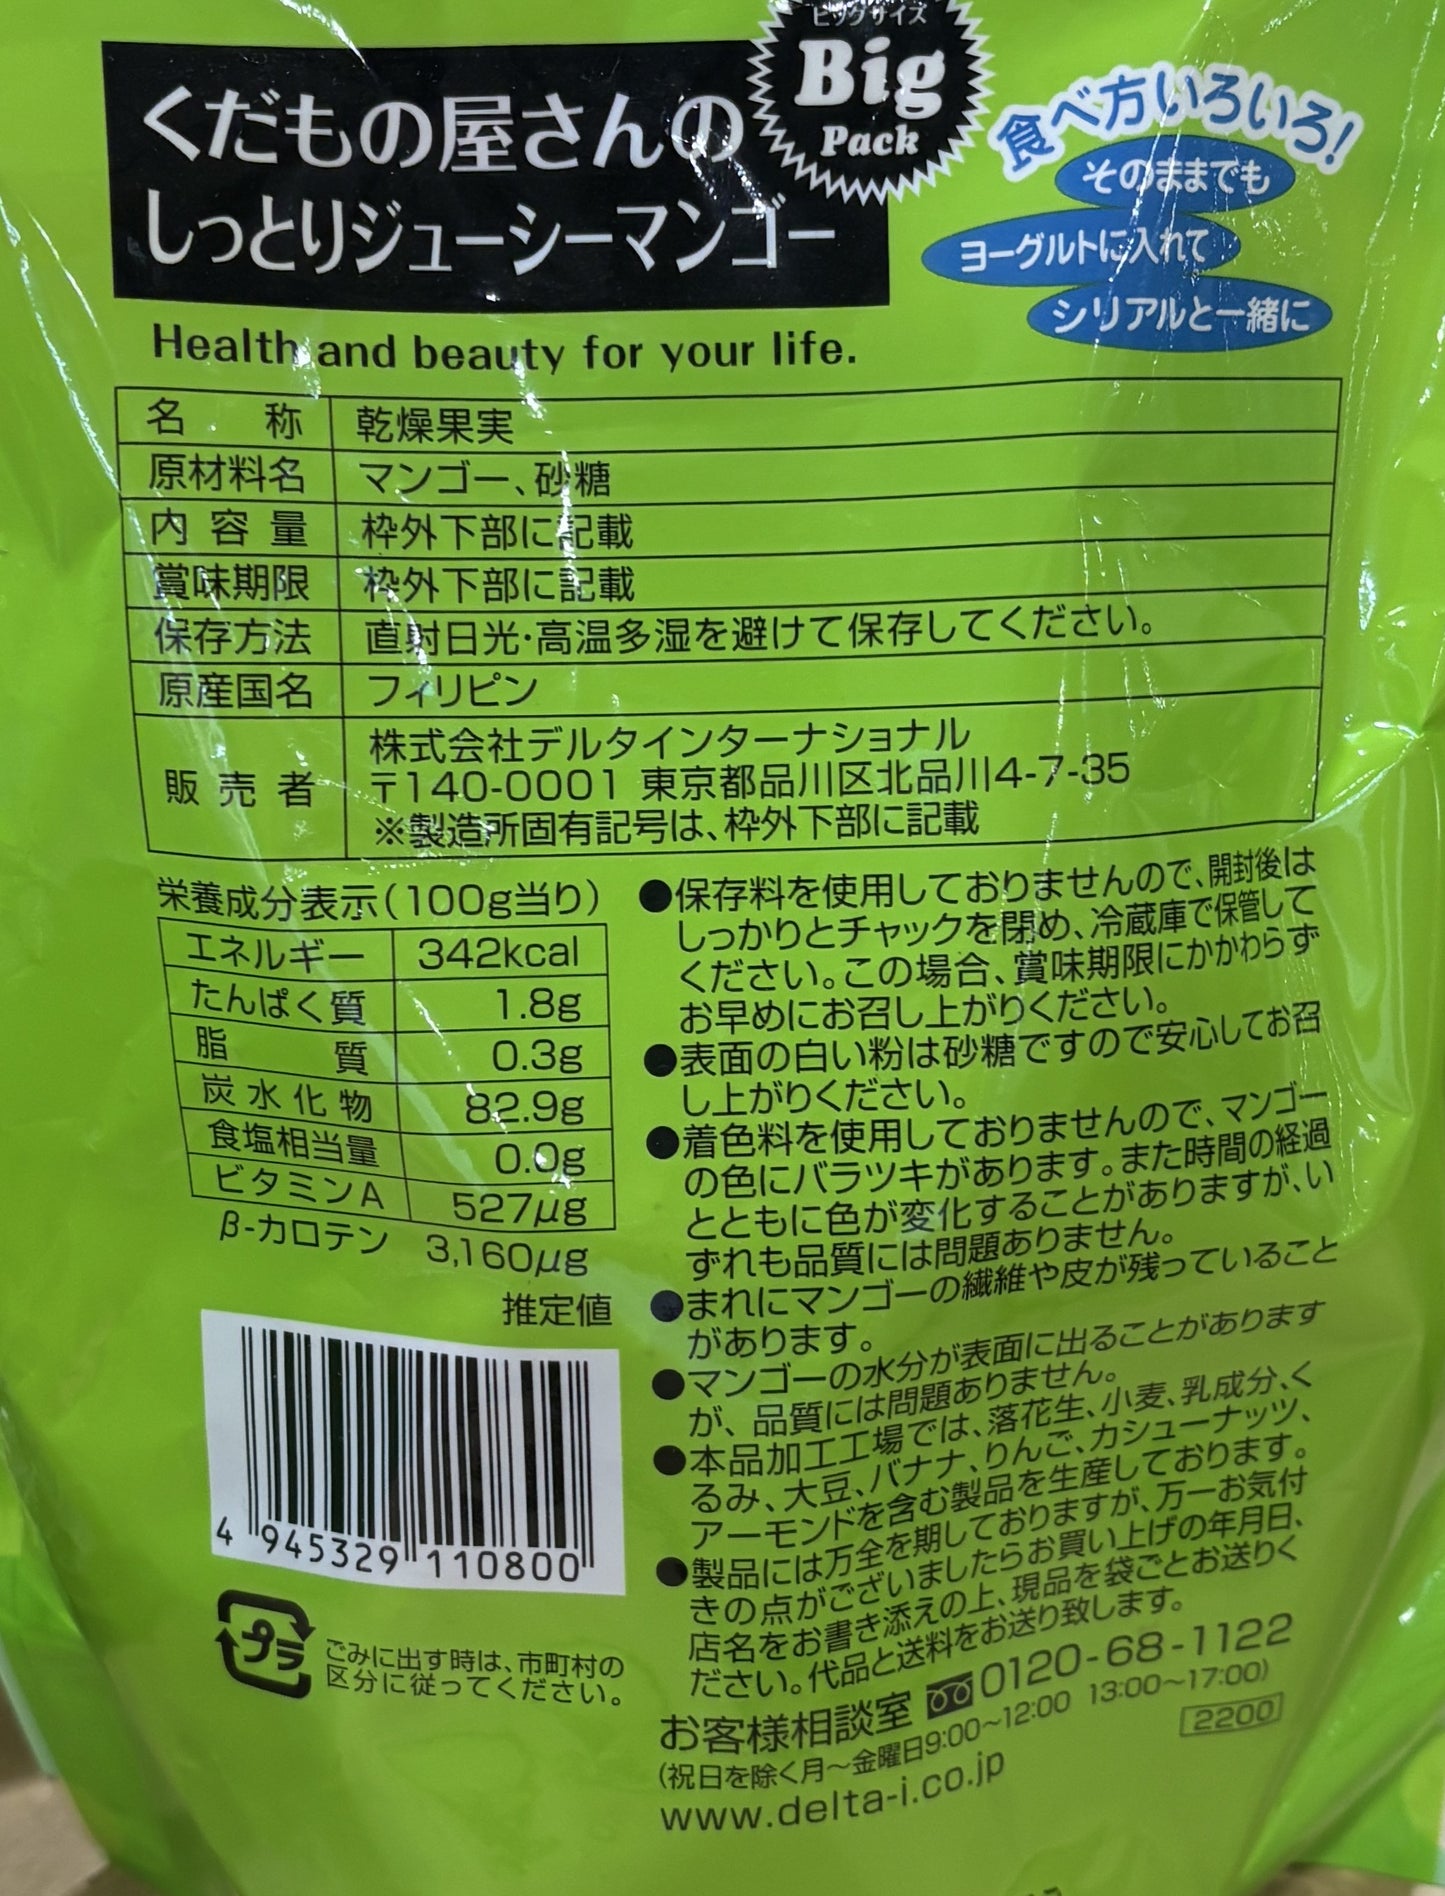 ビッグサイズ
Big
Pack
くだもの屋さんの
しっとりジューシーマンゴー
食べ方いろいろ!
そのままでも
ヨーグルトに入れて
シリアルと一緒に
Health and beauty for your life.
名 称 乾燥果実
原材料名 マンゴー、砂糖
内容量 枠外下部に記載
賞味期限 枠外下部に記載
保存方法 直射日光・高温多湿を避けて保存してください。
原産国名 フィリピン
販売者 株式会社デルタインターナショナル
〒140-0001 東京都品川区北品川4-7-35
※製造所固有記号は、枠外下部に記載
栄養成分表示(100g当り)
エネルギー 342kcal
たんぱく質 1.8g
脂 質 0.3g
炭水化物 82.9g
食塩相当量 0.0g
ビタミンA 527μg
β-カロテン 3,160μg
推定値
●保存料を使用しておりませんので、開封後は
しっかりとチャックを閉め、冷蔵庫で保管して
ください。この場合、賞味期限にかかわらず
お早めにお召し上がりください。
●表面の白い粉は砂糖ですので安心してお召
し上がりください。
●着色料を使用しておりませんので、マンゴー
の色にバラツキがあります。また時間の経過
とともに色が変化することがありますが、い
ずれも品質には問題ありません。
●まれにマンゴーの繊維や皮が残っていること
があります。
●マンゴーの水分が表面に出ることがあります
が、品質には問題ありません。
●本品加工工場では、落花生、小麦、乳成分、く
るみ、大豆、バナナ、りんご、カシューナッツ、
アーモンドを含む製品を生産しております。
●製品には万全を期しておりますが、万一お気付
きの点がございましたらお買い上げの年月日、
店名をお書き添えの上、現品を袋ごとお送りく
ださい。代品と送料をお送り致します。
お客様相談室 0120-68-1122
(祝日を除く月～金曜日9:00～12:00 13:00～17:00)
www.delta-i.co.jp
2200
4 945329 110800
プラ
ごみに出す時は、市町村の
区分に従ってください。